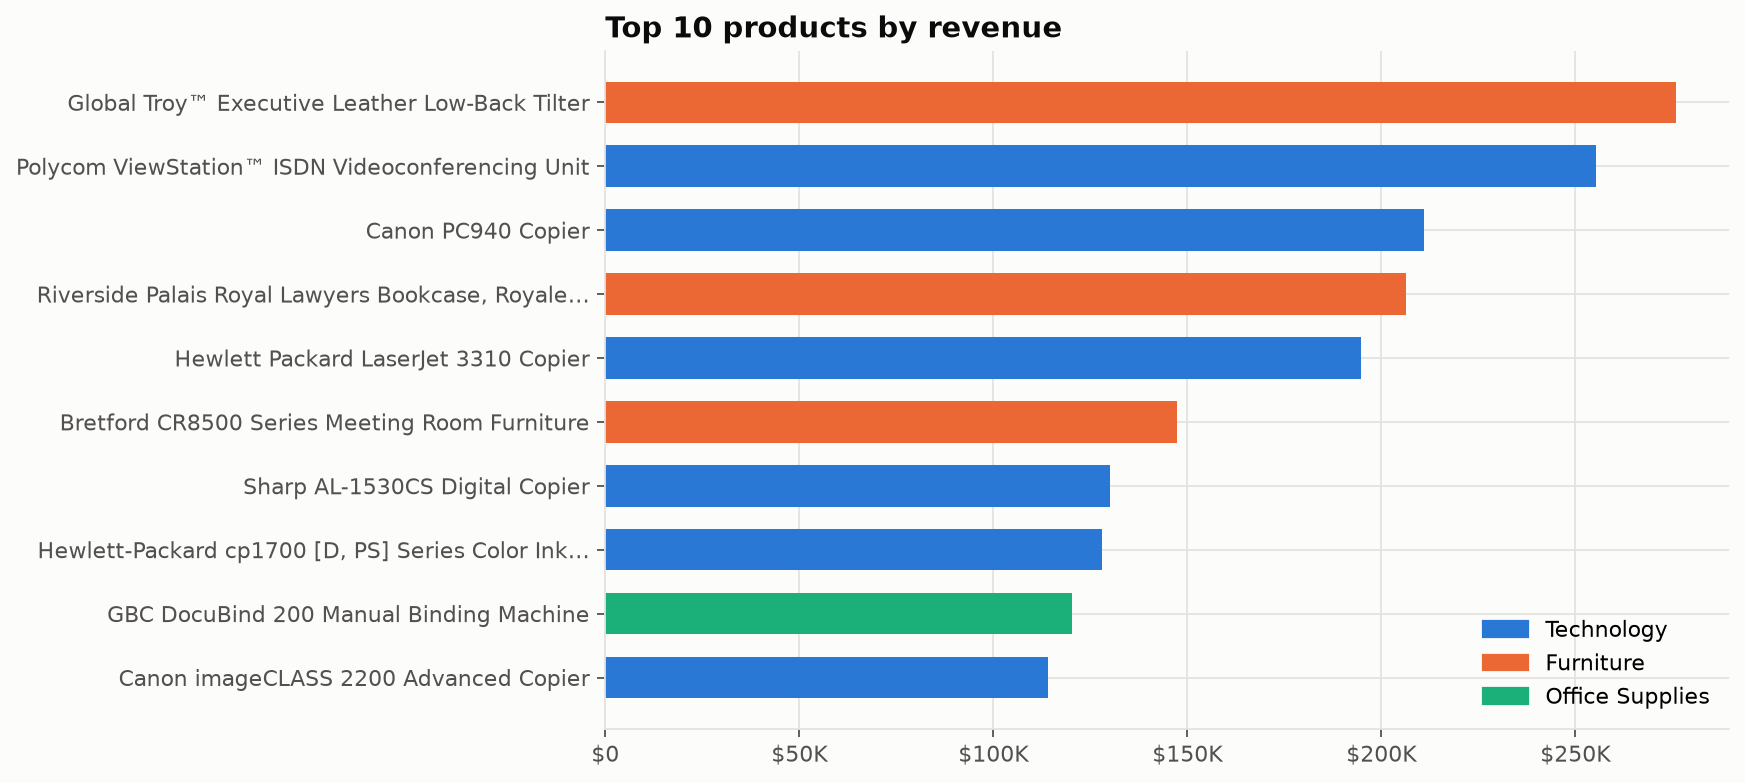 Top 10 products by revenue
Global Troy™ Executive Leather Low-Back Tilter
Polycom ViewStation™ ISDN Videoconferencing Unit
Canon PC940 Copier
Riverside Palais Royal Lawyers Bookcase, Royale…
Hewlett Packard LaserJet 3310 Copier
Bretford CR8500 Series Meeting Room Furniture
Sharp AL-1530CS Digital Copier
Hewlett-Packard cp1700 [D, PS] Series Color Ink…
GBC DocuBind 200 Manual Binding Machine
Canon imageCLASS 2200 Advanced Copier
Technology
Furniture
Office Supplies
$0 $50K $100K $150K $200K $250K